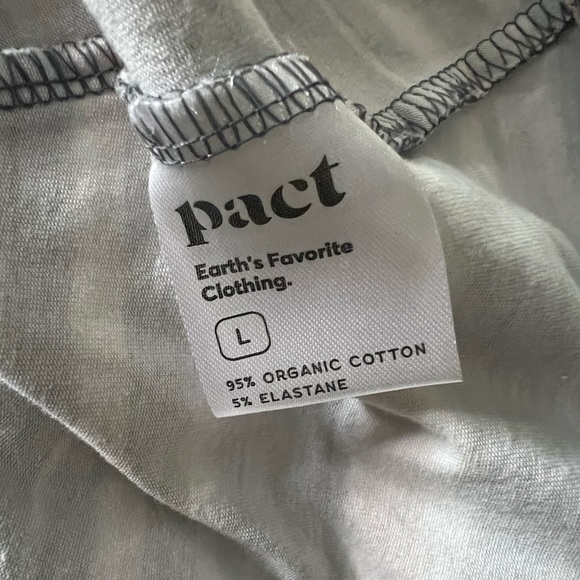 pact
Earth's Favorite
Clothing.
L
95% ORGANIC COTTON
5% ELASTANE